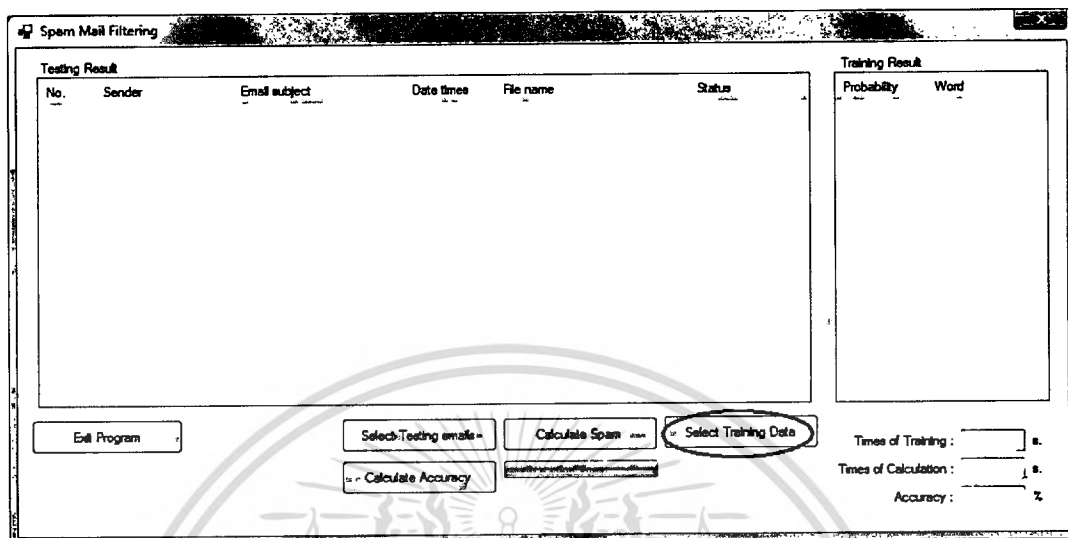 Spam Mail Filtering
X
Testing Result
Training Result
No. Sender Email subject Date times File name Status
Probability Word
Exit Program
Select Testing emails
Calculate Spam
Select Training Data
Calculate Accuracy
Times of Training : s.
Times of Calculation : s.
Accuracy : %